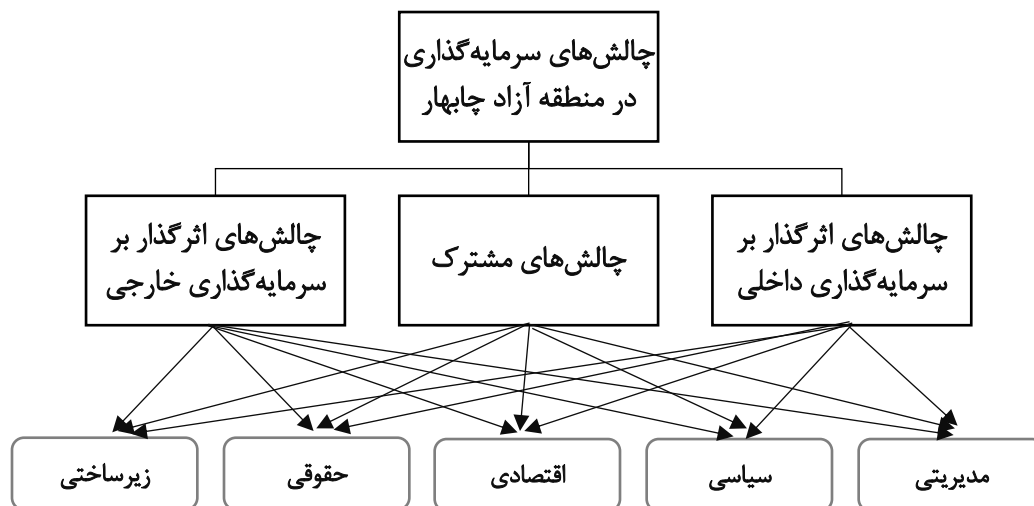 چالش‌های سرمایه‌گذاری
در منطقه آزاد چابهار
چالش‌های اثرگذار بر
سرمایه‌گذاری داخلی
چالش‌های مشترک
چالش‌های اثرگذار بر
سرمایه‌گذاری خارجی
مدیریتی
سیاسی
اقتصادی
حقوقی
زیرساختی